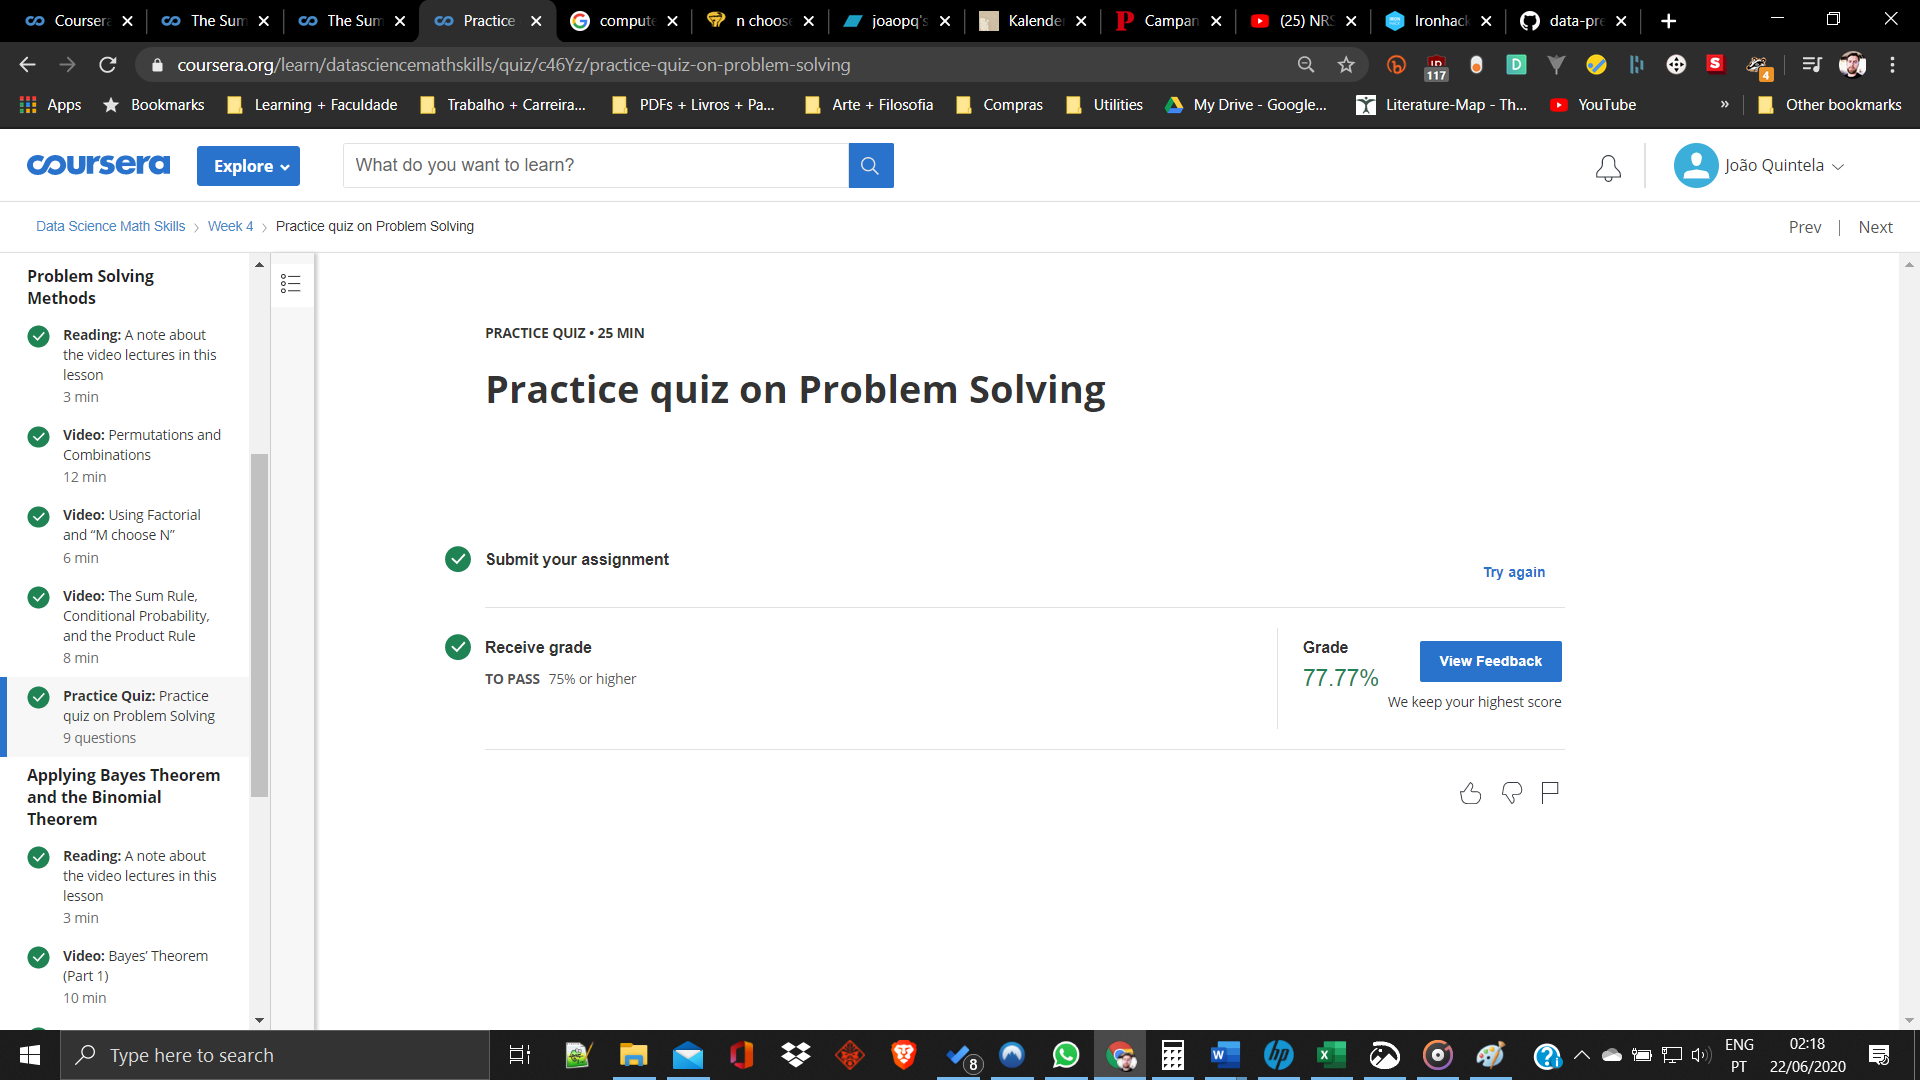 Coursera
The Sum
The Sum
Practice
compute
n choose
joaopq's
Kalender
Campan
(25) NRS
Ironhack
data-pre
coursera.org/learn/datasciencemathskills/quiz/c46Yz/practice-quiz-on-problem-solving
117
D
S
4
Apps
Bookmarks
Learning + Faculdade
Trabalho + Carreira...
PDFs + Livros + Pa...
Arte + Filosofia
Compras
Utilities
My Drive - Google...
Literature-Map - Th...
YouTube
»
Other bookmarks
coursera
Explore
What do you want to learn?
João Quintela
Data Science Math Skills › Week 4 › Practice quiz on Problem Solving
Prev | Next
Problem Solving
Methods
Reading: A note about
the video lectures in this
lesson
3 min
Video: Permutations and
Combinations
12 min
Video: Using Factorial
and “M choose N”
6 min
Video: The Sum Rule,
Conditional Probability,
and the Product Rule
8 min
Practice Quiz: Practice
quiz on Problem Solving
9 questions
Applying Bayes Theorem
and the Binomial
Theorem
Reading: A note about
the video lectures in this
lesson
3 min
Video: Bayes’ Theorem
(Part 1)
10 min
PRACTICE QUIZ • 25 MIN
Practice quiz on Problem Solving
Submit your assignment
Try again
Receive grade
TO PASS 75% or higher
Grade
77.77%
View Feedback
We keep your highest score
Type here to search
8
ENG
PT
02:18
22/06/2020